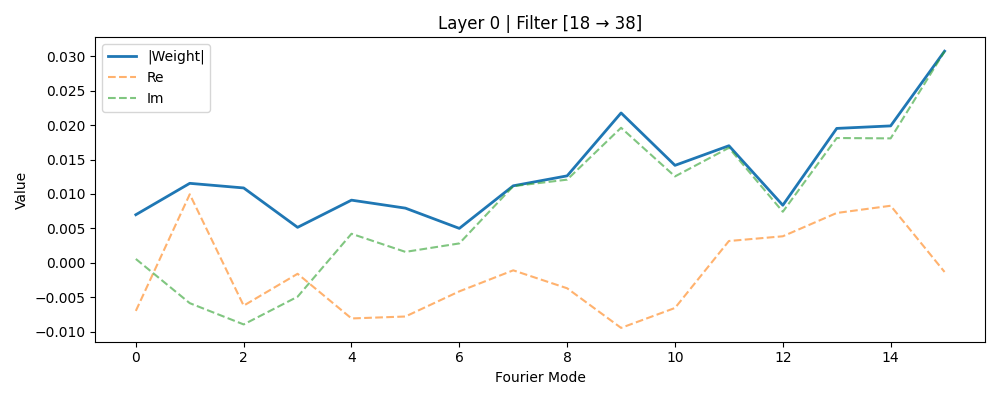 Layer 0 | Filter [18 → 38]
|Weight|
Re
Im
0.030
0.025
0.020
0.015
0.010
0.005
0.000
−0.005
−0.010
Value
0 2 4 6 8 10 12 14
Fourier Mode